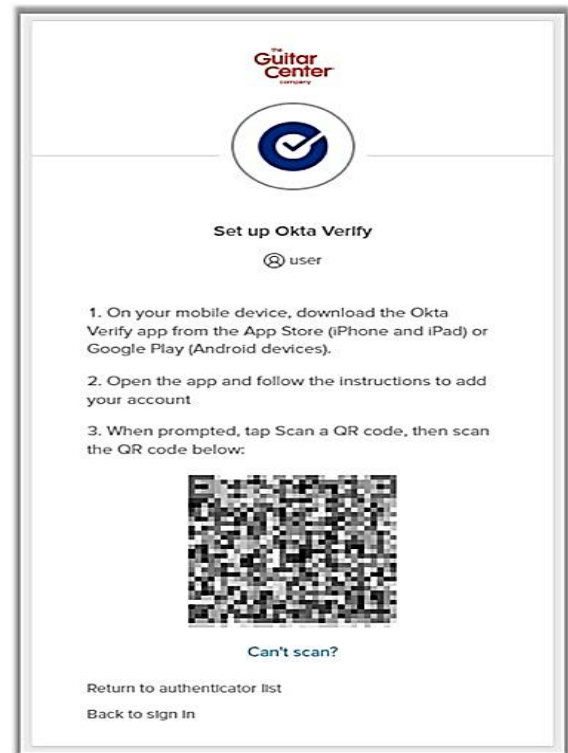 the
Guitar
Center
company
Set up Okta Verify
user
1. On your mobile device, download the Okta
Verify app from the App Store (iPhone and iPad) or
Google Play (Android devices).
2. Open the app and follow the instructions to add
your account
3. When prompted, tap Scan a QR code, then scan
the QR code below:
Can't scan?
Return to authenticator list
Back to sign in